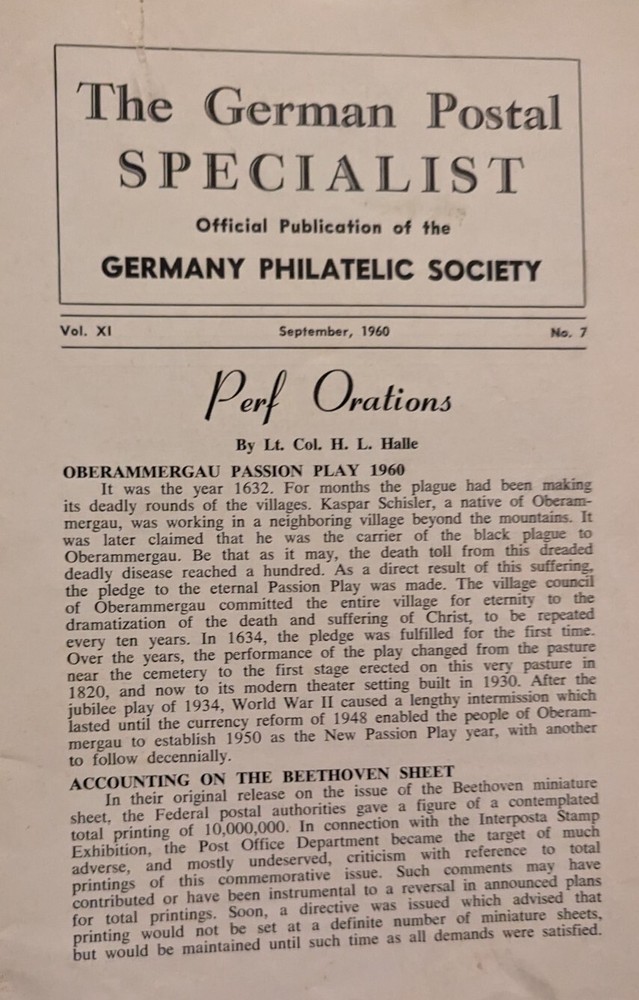 The German Postal
SPECIALIST
Official Publication of the
GERMANY PHILATELIC SOCIETY
Vol. XI September, 1960 No. 7
Perf Orations
By Lt. Col. H. L. Halle
OBERAMMERGAU PASSION PLAY 1960
It was the year 1632. For months the plague had been making
its deadly rounds of the villages. Kaspar Schisler, a native of Oberam-
mergau, was working in a neighboring village beyond the mountains. It
was later claimed that he was the carrier of the black plague to
Oberammergau. Be that as it may, the death toll from this dreaded
deadly disease reached a hundred. As a direct result of this suffering,
the pledge to the eternal Passion Play was made. The village council
of Oberammergau committed the entire village for eternity to the
dramatization of the death and suffering of Christ, to be repeated
every ten years. In 1634, the pledge was fulfilled for the first time.
Over the years, the performance of the play changed from the pasture
near the cemetery to the first stage erected on this very pasture in
1820, and now to its modern theater setting built in 1930. After the
jubilee play of 1934, World War II caused a lengthy intermission which
lasted until the currency reform of 1948 enabled the people of Oberam-
mergau to establish 1950 as the New Passion Play year, with another
to follow decennially.
ACCOUNTING ON THE BEETHOVEN SHEET
In their original release on the issue of the Beethoven miniature
sheet, the Federal postal authorities gave a figure of a contemplated
total printing of 10,000,000. In connection with the Interposta Stamp
Exhibition, the Post Office Department became the target of much
adverse, and mostly undeserved, criticism with reference to total
printings of this commemorative issue. Such comments may have
contributed or have been instrumental to a reversal in announced plans
for total printings. Soon, a directive was issued which advised that
printing would not be set at a definite number of miniature sheets,
but would be maintained until such time as all demands were satisfied.